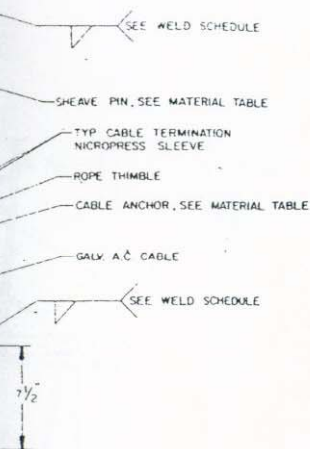 SEE WELD SCHEDULE
SHEAVE PIN, SEE MATERIAL TABLE
TYP CABLE TERMINATION
NICROPRESS SLEEVE
ROPE THIMBLE
CABLE ANCHOR, SEE MATERIAL TABLE
GALV. A.C CABLE
SEE WELD SCHEDULE
7½"